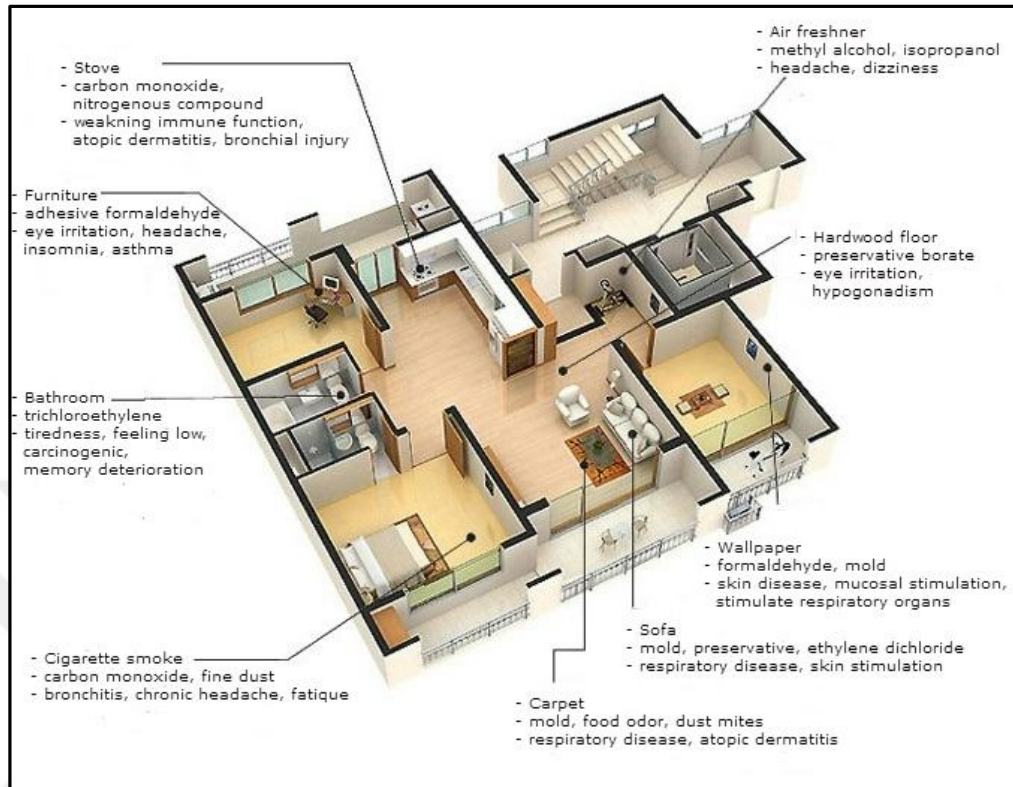 - Air freshner
- methyl alcohol, isopropanol
- headache, dizziness
- Stove
- carbon monoxide,
nitrogenous compound
- weakning immune function,
atopic dermatitis, bronchial injury
- Furniture
- adhesive formaldehyde
- eye irritation, headache,
insomnia, asthma
- Hardwood floor
- preservative borate
- eye irritation,
hypogonadism
- Bathroom
- trichloroethylene
- tiredness, feeling low,
carcinogenic,
memory deterioration
- Wallpaper
- formaldehyde, mold
- skin disease, mucosal stimulation,
stimulate respiratory organs
- Sofa
- mold, preservative, ethylene dichloride
- respiratory disease, skin stimulation
- Cigarette smoke
- carbon monoxide, fine dust
- bronchitis, chronic headache, fatique
- Carpet
- mold, food odor, dust mites
- respiratory disease, atopic dermatitis